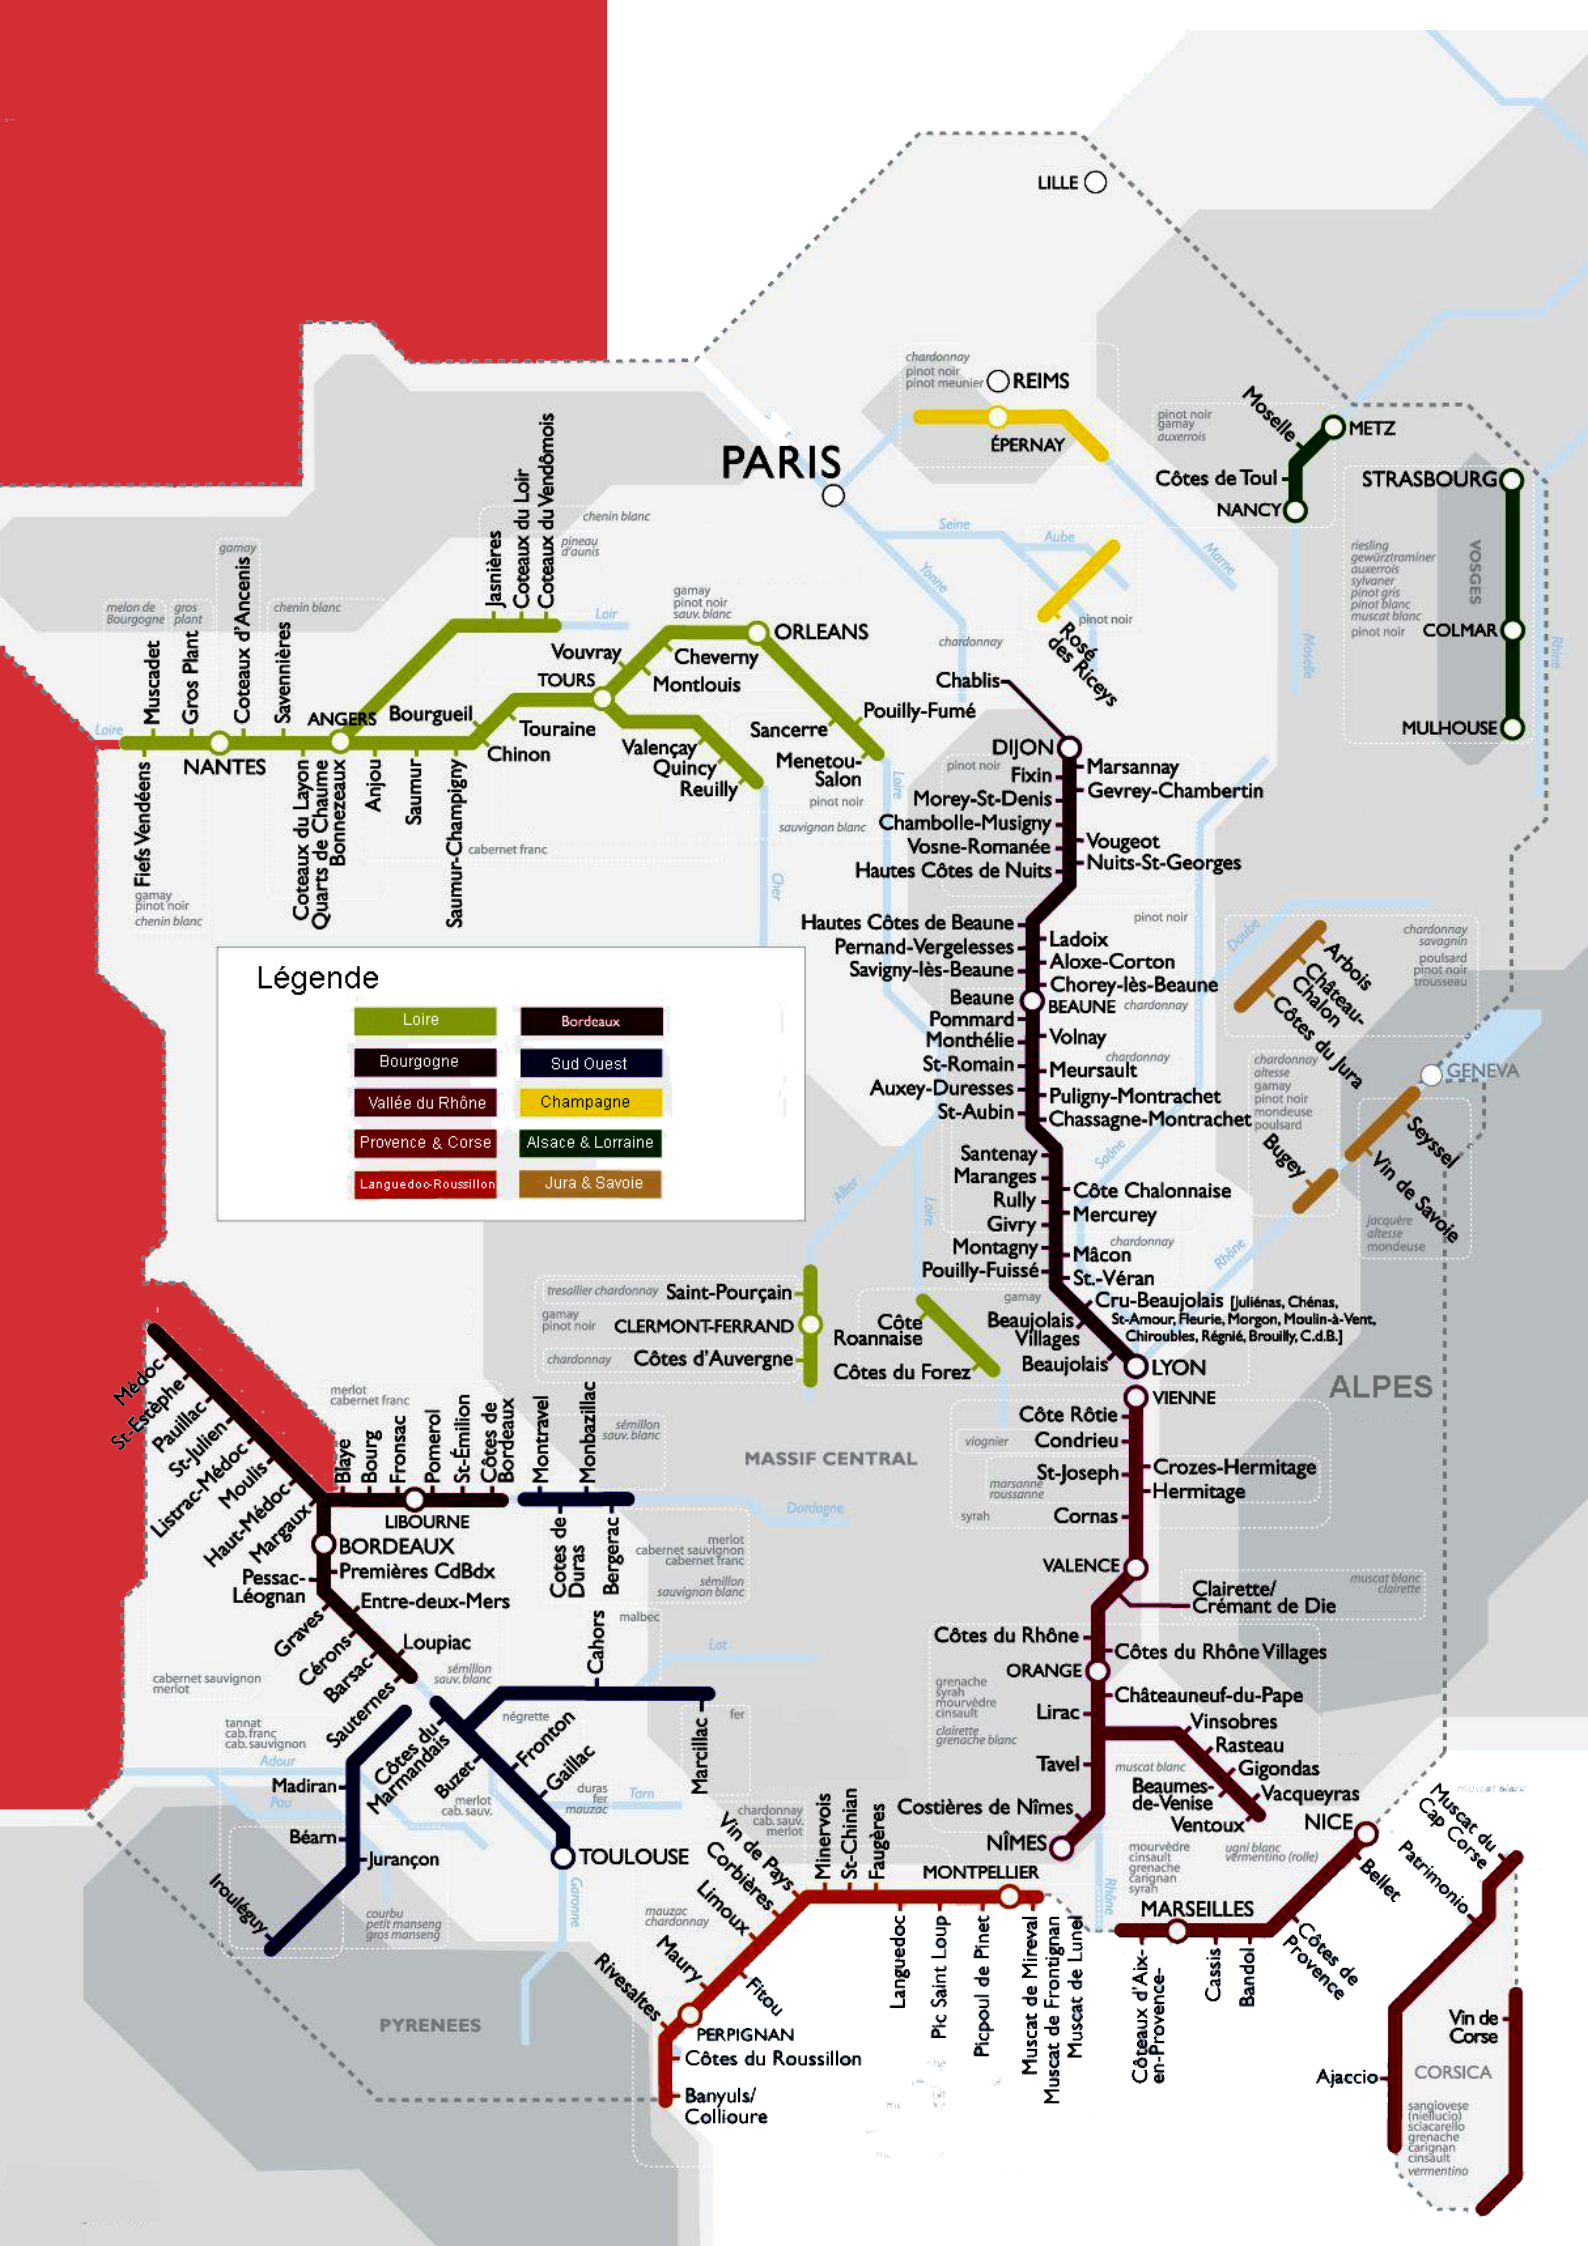 LILLE
chardonnay
pinot noir
pinot meunier
REIMS
ÉPERNAY
PARIS
Moselle
METZ
pinot noir
gamay
auxerrois
Côtes de Toul
NANCY
STRASBOURG
VOSGES
riesling
gewürztraminer
auxerrois
sylvaner
pinot gris
pinot blanc
muscat blanc
pinot noir
COLMAR
MULHOUSE
Rhine
Moselle
Seine
Aube
Marne
Yonne
chardonnay
pinot noir
Rosé
des Riceys
Chablis
Jasnières
Coteaux du Loir
Coteaux du Vendômois
chenin blanc
pineau
d'aunis
Loir
gamay
pinot noir
sauv. blanc
ORLEANS
Vouvray
Cheverny
Montlouis
TOURS
Touraine
Bourgueil
Chinon
Valençay
Quincy
Reuilly
Sancerre
Pouilly-Fumé
Menetou-
Salon
pinot noir
sauvignon blanc
Loire
Cher
melon de
Bourgogne
gros
plant
gamay
chenin blanc
Muscadet
Gros Plant
Coteaux d'Ancenis
Savennières
ANGERS
Loire
NANTES
Fiefs Vendéens
Coteaux du Layon
Quarts de Chaume
Bonnezeaux
Anjou
Saumur
Saumur-Champigny
cabernet franc
gamay
pinot noir
chenin blanc
DIJON
pinot noir
Fixin
Marsannay
Gevrey-Chambertin
Morey-St-Denis
Chambolle-Musigny
Vosne-Romanée
Vougeot
Nuits-St-Georges
Hautes Côtes de Nuits
pinot noir
Hautes Côtes de Beaune
Ladoix
Pernand-Vergelesses
Aloxe-Corton
Savigny-lès-Beaune
Chorey-lès-Beaune
Beaune
BEAUNE
chardonnay
Pommard
Monthélie
Volnay
St-Romain
chardonnay
Meursault
Auxey-Duresses
Puligny-Montrachet
St-Aubin
Chassagne-Montrachet
Santenay
Maranges
Rully
Côte Chalonnaise
Givry
Mercurey
Montagny
chardonnay
Mâcon
Pouilly-Fuissé
St.-Véran
gamay
Cru-Beaujolais [Juliénas, Chénas,
St-Amour, Fleurie, Morgon, Moulin-à-Vent,
Chiroubles, Régnié, Brouilly, C.d.B.]
Beaujolais
Villages
Beaujolais
LYON
Saône
Doube
Rhône
Allier
Loire
Arbois
Château-
Chalon
Côtes du Jura
chardonnay
savagnin
poulsard
pinot noir
trousseau
GENEVA
chardonnay
altesse
gamay
pinot noir
mondeuse
poulsard
Bugey
Seyssel
Vin de Savoie
jacquère
altesse
mondeuse
Légende
Loire
Bordeaux
Bourgogne
Sud Ouest
Vallée du Rhône
Champagne
Provence & Corse
Alsace & Lorraine
Languedoc-Roussillon
Jura & Savoie
tresallier chardonnay
Saint-Pourçain
gamay
pinot noir
CLERMONT-FERRAND
chardonnay
Côtes d'Auvergne
Côte
Roannaise
Côtes du Forez
ALPES
MASSIF CENTRAL
VIENNE
Côte Rôtie
viognier
Condrieu
St-Joseph
Crozes-Hermitage
marsanne
roussanne
Hermitage
syrah
Cornas
VALENCE
muscat blanc
clairette
Clairette/
Crémant de Die
Côtes du Rhône
Côtes du Rhône Villages
ORANGE
grenache
syrah
mourvèdre
cinsault
clairette
grenache blanc
Châteauneuf-du-Pape
Lirac
Vinsobres
Rasteau
Gigondas
Vacqueyras
Tavel
muscat blanc
Beaumes-
de-Venise
Ventoux
Costières de Nîmes
NÎMES
Médoc
St-Estèphe
Pauillac
St-Julien
Listrac-Médoc
Moulis
Haut-Médoc
Margaux
merlot
cabernet franc
Blaye
Bourg
Fronsac
Pomerol
St-Émilion
Côtes de
Bordeaux
LIBOURNE
BORDEAUX
Premières CdBdx
Pessac-
Léognan
Entre-deux-Mers
Graves
Cérons
Barsac
Loupiac
Sauternes
sémillon
sauv. blanc
cabernet sauvignon
merlot
Montravel
Monbazillac
sémillon
sauv. blanc
Dordogne
Cotes de
Duras
Bergerac
merlot
cabernet sauvignon
cabernet franc
sémillon
sauvignon blanc
Cahors
malbec
Lot
Marcillac
fer
négrette
Fronton
Gaillac
Côtes du
Marmandais
Buzet
merlot
cab. sauv.
duras
fer
mauzac
Tarn
TOULOUSE
Garonne
tannat
cab. franc
cab. sauvignon
Adour
Pau
Madiran
Béarn
Jurançon
Irouléguy
courbu
petit manseng
gros manseng
PYRENEES
chardonnay
cab. sauv.
merlot
Vin de Pays
Corbières
Limoux
Maury
Rivesaltes
mauzac
chardonnay
Fitou
PERPIGNAN
Côtes du Roussillon
Banyuls/
Collioure
Minervois
St-Chinian
Faugères
MONTPELLIER
Languedoc
Pic Saint Loup
Picpoul de Pinet
Muscat de Mireval
Muscat de Frontignan
Muscat de Lunel
Rhône
mourvèdre
cinsault
grenache
carignan
syrah
ugni blanc
vermentino (rolle)
NICE
Bellet
MARSEILLES
Côteaux d'Aix-
en-Provence-
Cassis
Bandol
Côtes de
Provence
muscat blanc
Muscat du
Cap Corse
Patrimonio
Vin de
Corse
Ajaccio
CORSICA
sangiovese
(niellucio)
sciacarello
grenache
carignan
cinsault
vermentino